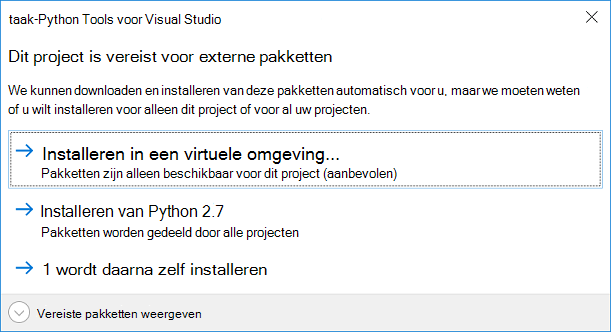 taak-Python Tools voor Visual Studio
Dit project is vereist voor externe pakketten
We kunnen downloaden en installeren van deze pakketten automatisch voor u, maar we moeten weten
of u wilt installeren voor alleen dit project of voor al uw projecten.
Installeren in een virtuele omgeving...
Pakketten zijn alleen beschikbaar voor dit project (aanbevolen)
Installeren van Python 2.7
Pakketten worden gedeeld door alle projecten
1 wordt daarna zelf installeren
Vereiste pakketten weergeven